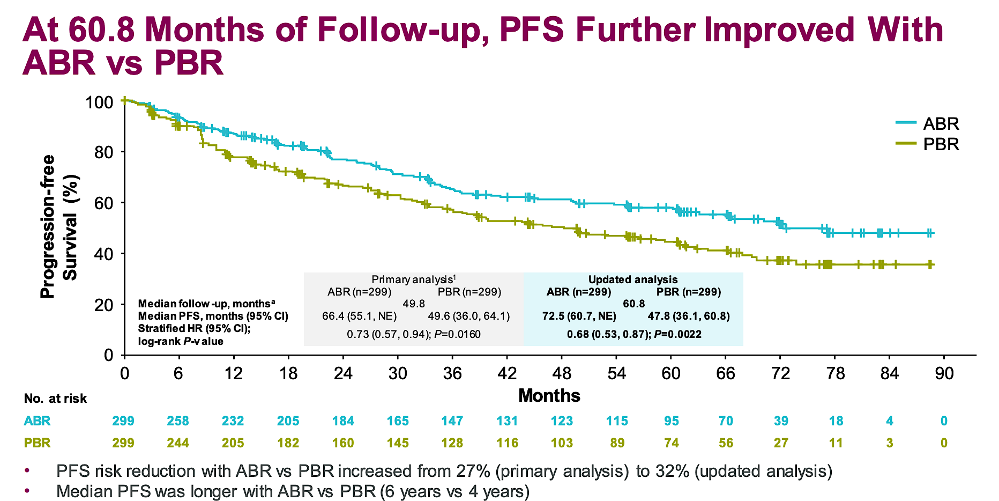 At 60.8 Months of Follow-up, PFS Further Improved With
ABR vs PBR
100
80
60
40
20
0
Progression-free
Survival (%)
ABR
PBR
Primary analysis¹
Updated analysis
ABR (n=299) PBR (n=299)
ABR (n=299) PBR (n=299)
Median follow-up, monthsᵃ 49.8 60.8
Median PFS, months (95% CI) 66.4 (55.1, NE) 49.6 (36.0, 64.1) 72.5 (60.7, NE) 47.8 (36.1, 60.8)
Stratified HR (95% CI);
log-rank P-value 0.73 (0.57, 0.94); P=0.0160 0.68 (0.53, 0.87); P=0.0022
0 6 12 18 24 30 36 42 48 54 60 66 72 78 84 90
Months
No. at risk
ABR 299 258 232 205 184 165 147 131 123 115 95 70 39 18 4 0
PBR 299 244 205 182 160 145 128 116 103 89 74 56 27 11 3 0
• PFS risk reduction with ABR vs PBR increased from 27% (primary analysis) to 32% (updated analysis)
• Median PFS was longer with ABR vs PBR (6 years vs 4 years)